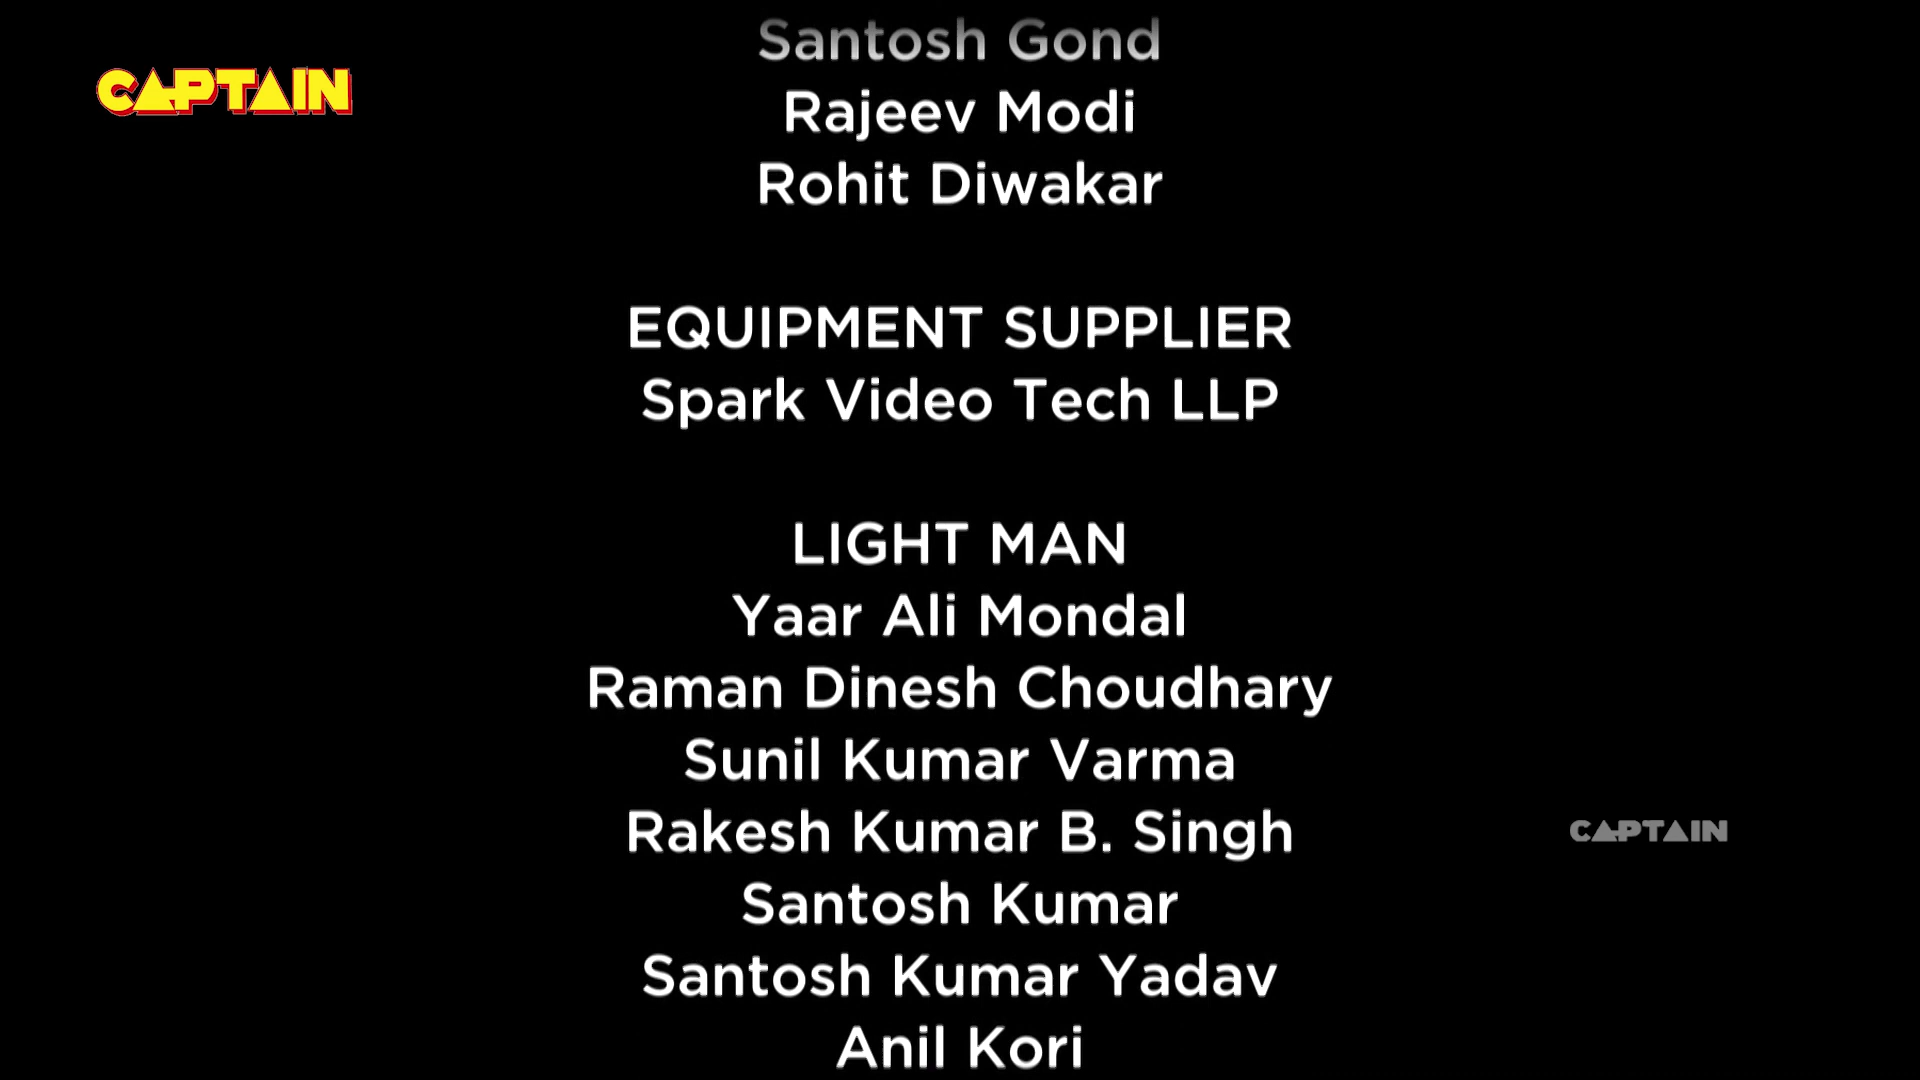 Santosh Gond
CAPTAIN
Rajeev Modi
Rohit Diwakar
EQUIPMENT SUPPLIER
Spark Video Tech LLP
LIGHT MAN
Yaar Ali Mondal
Raman Dinesh Choudhary
Sunil Kumar Varma
Rakesh Kumar B. Singh
CAPTAIN
Santosh Kumar
Santosh Kumar Yadav
Anil Kori